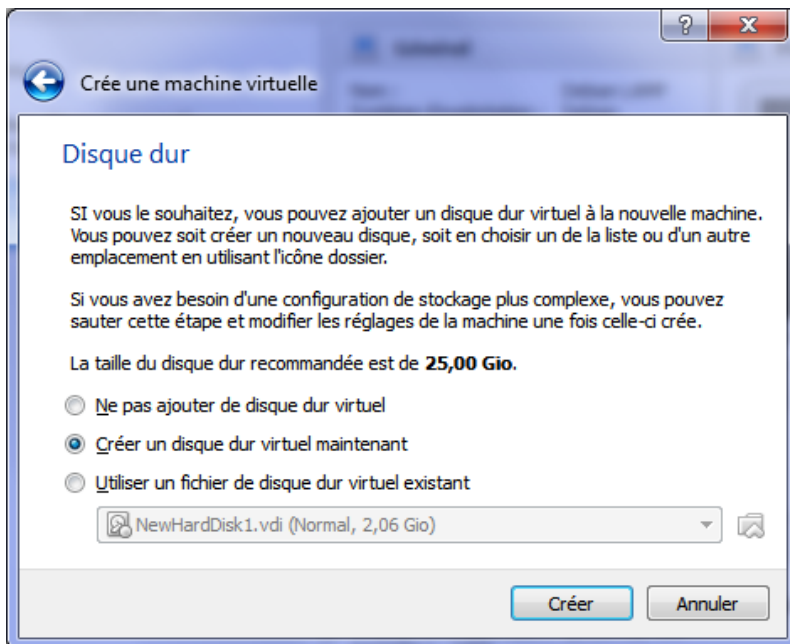 ?
X
Crée une machine virtuelle
Disque dur
SI vous le souhaitez, vous pouvez ajouter un disque dur virtuel à la nouvelle machine.
Vous pouvez soit créer un nouveau disque, soit en choisir un de la liste ou d'un autre
emplacement en utilisant l'icône dossier.
Si vous avez besoin d'une configuration de stockage plus complexe, vous pouvez
sauter cette étape et modifier les réglages de la machine une fois celle-ci crée.
La taille du disque dur recommandée est de 25,00 Gio.
Ne pas ajouter de disque dur virtuel
Créer un disque dur virtuel maintenant
Utiliser un fichier de disque dur virtuel existant
NewHardDisk1.vdi (Normal, 2,06 Gio)
Créer
Annuler